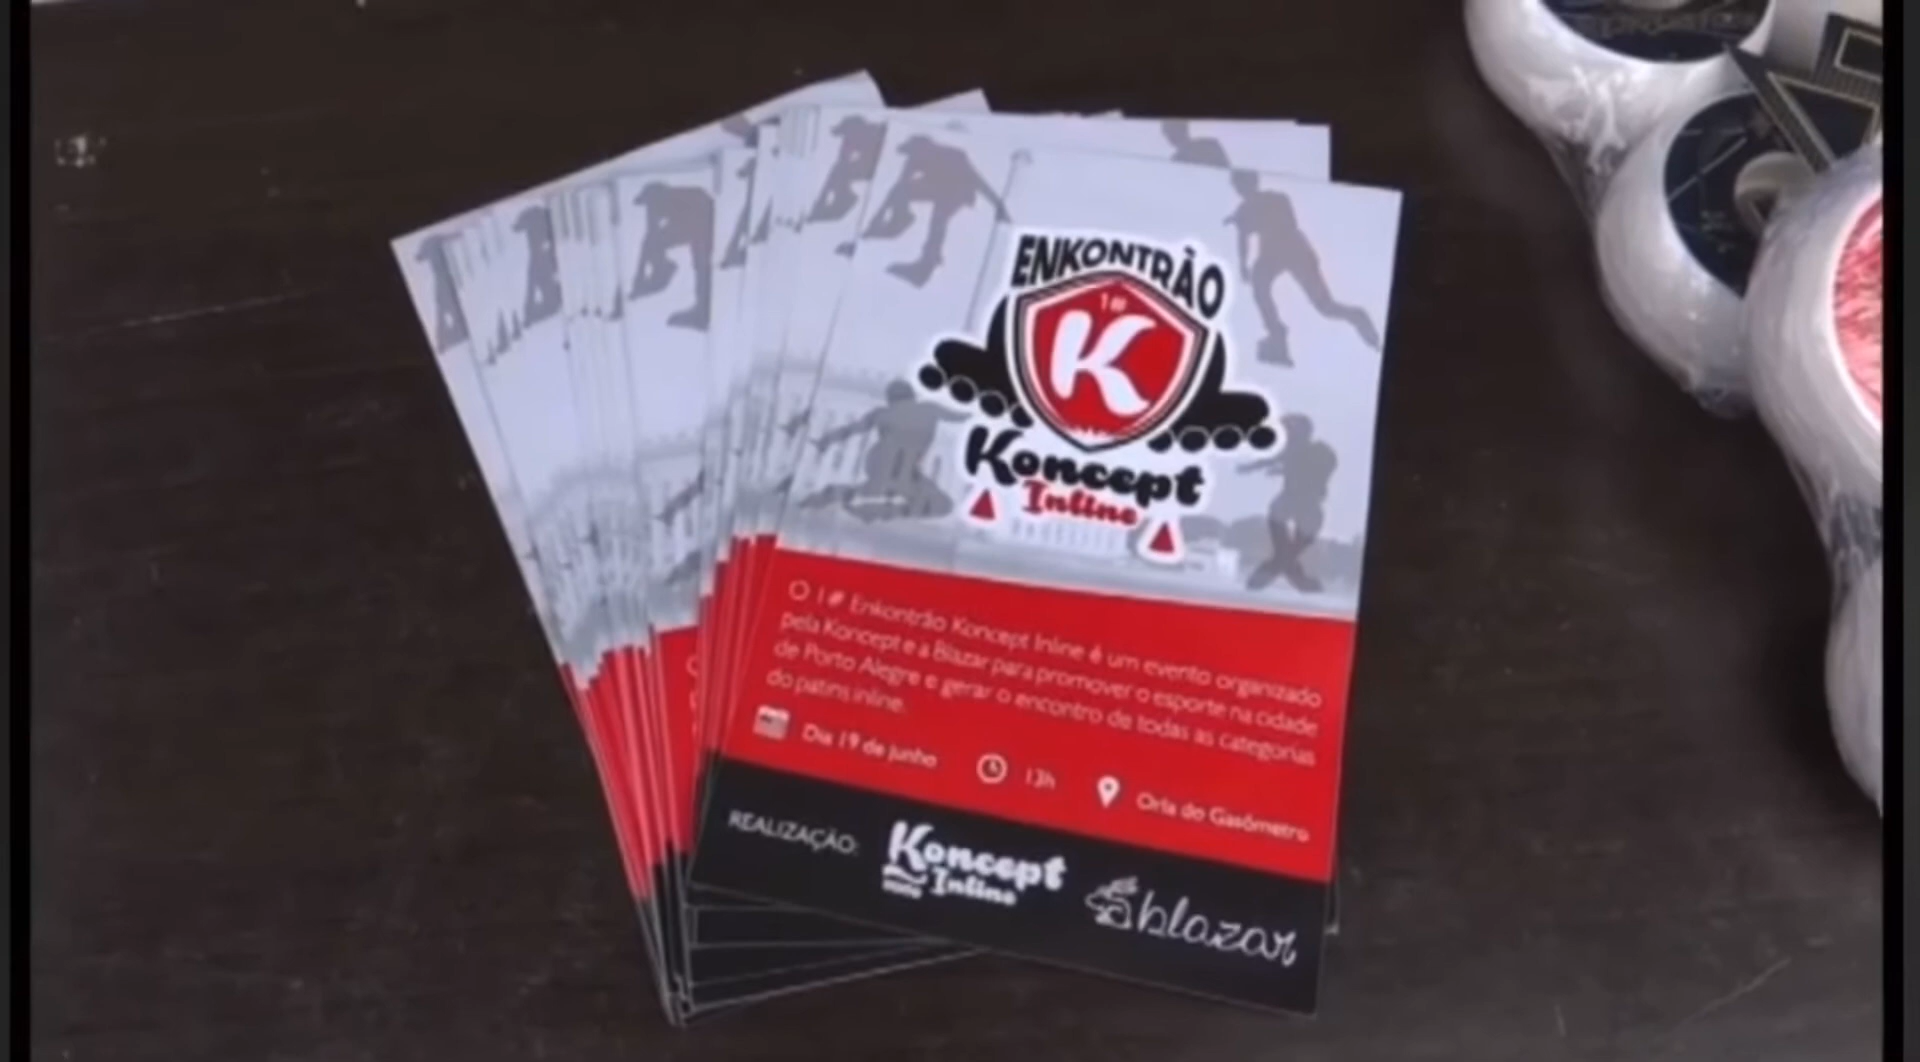 ENKONTRÃO
1#
K
Koncept
Inline
O 1# Enkontrão Koncept Inline é um evento organizado
pela Koncept e a Blazar para promover o esporte na cidade
de Porto Alegre e gerar o encontro de todas as categorias
do patins inline.
Dia 19 de junho
13h
Orla do Gasômetro
REALIZAÇÃO:
Koncept
Inline
blazar